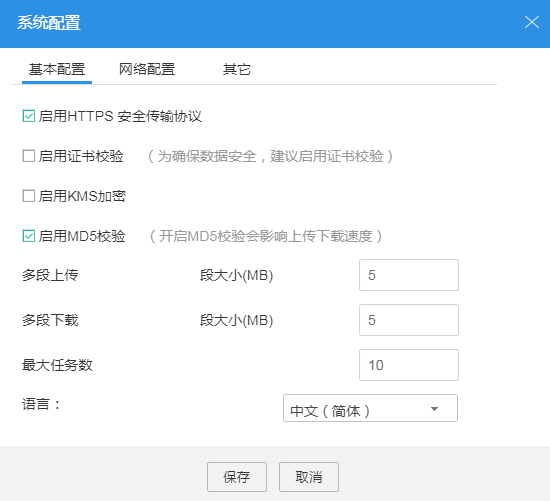 系统配置
基本配置 网络配置 其它
启用HTTPS 安全传输协议
启用证书校验 （为确保数据安全，建议启用证书校验）
启用KMS加密
启用MD5校验 （开启MD5校验会影响上传下载速度）
多段上传 段大小(MB) 5
多段下载 段大小(MB) 5
最大任务数 10
语言： 中文（简体）
保存 取消